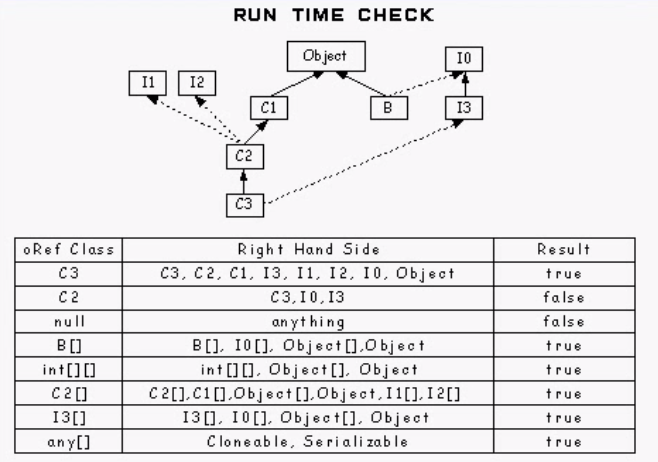 RUN TIME CHECK
Object
I0
I1
I2
C1
B
I3
C2
C3
oRef Class Right Hand Side Result
C3 C3, C2, C1, I3, I1, I2, I0, Object true
C2 C3,I0,I3 false
null anything false
B[] B[], I0[], Object[],Object true
int[][] int[][], Object[], Object true
C2[] C2[],C1[],Object[],Object,I1[],I2[] true
I3[] I3[], I0[], Object[], Object true
any[] Cloneable, Serializable true